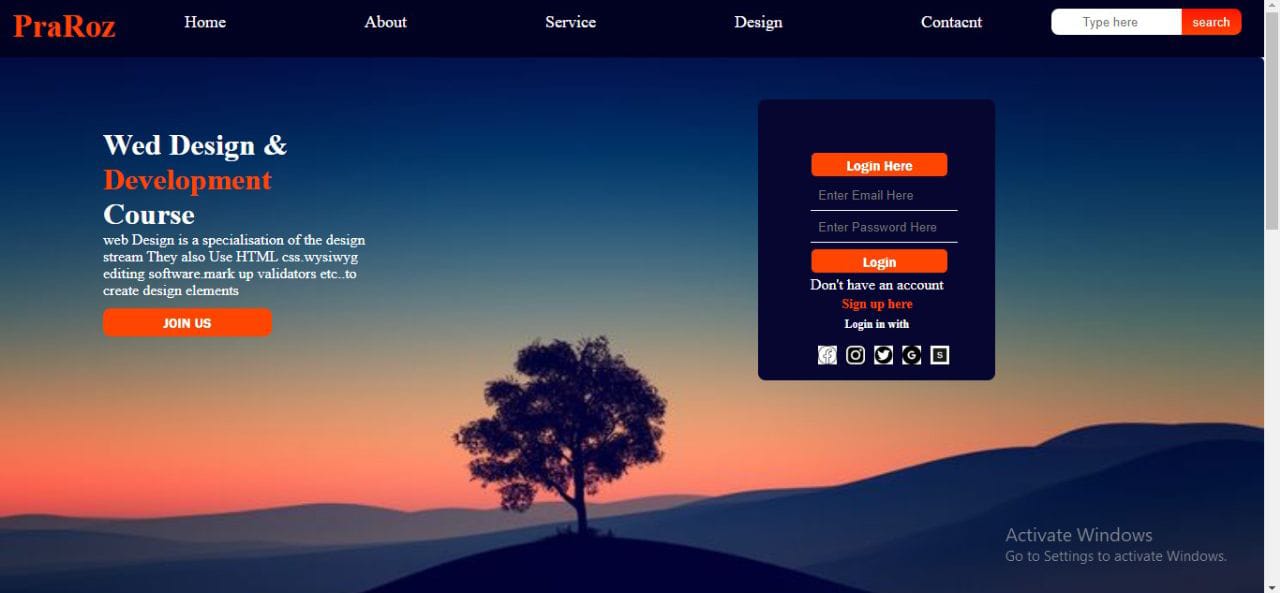 PraRoz
Home
About
Service
Design
Contacnt
Type here
search
Wed Design &
Development
Course
web Design is a specialisation of the design
stream They also Use HTML css.wysiwyg
editing software.mark up validators etc..to
create design elements
JOIN US
Login Here
Enter Email Here
Enter Password Here
Login
Don't have an account
Sign up here
Login in with
G
S
Activate Windows
Go to Settings to activate Windows.